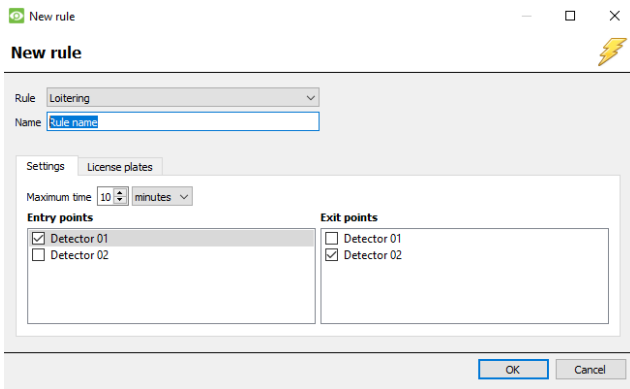 New rule
New rule
Rule Loitering
Name Rule name
Settings License plates
Maximum time 10 minutes
Entry points Exit points
Detector 01 Detector 01
Detector 02 Detector 02
OK Cancel